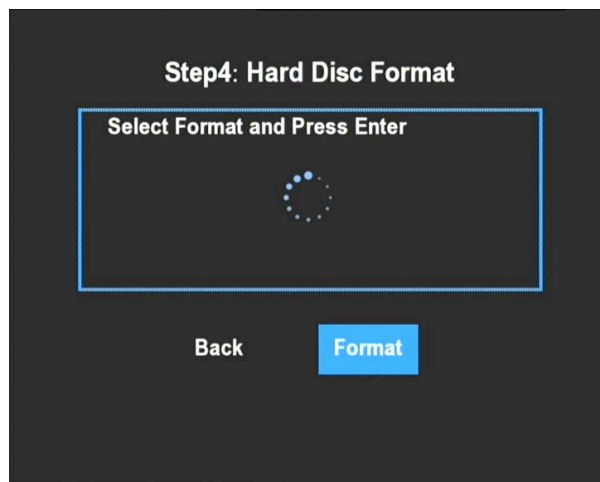 Step4: Hard Disc Format
Select Format and Press Enter
Back
Format